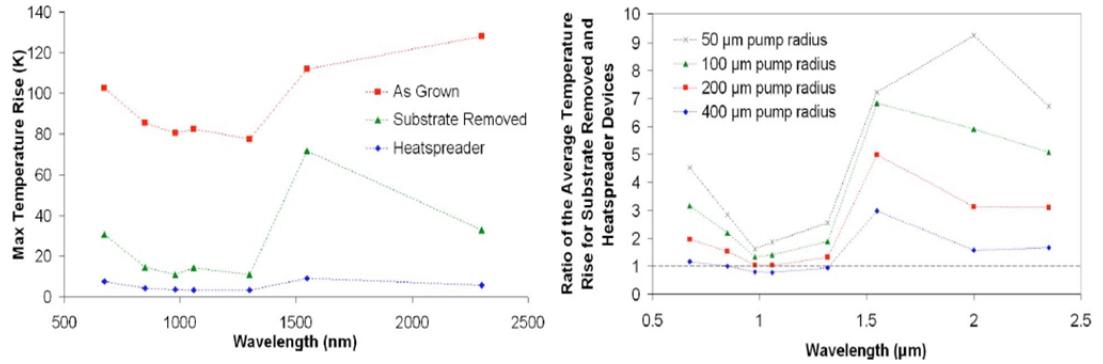 Max Temperature Rise (K)
140
120
100
80
60
40
20
0
500
1000
1500
2000
2500
Wavelength (nm)
As Grown
Substrate Removed
Heatspreader
Ratio of the Average Temperature
Rise for Substrate Removed and
Heatspreader Devices
10
9
8
7
6
5
4
3
2
1
0
0.5
1
1.5
2
2.5
Wavelength (µm)
50 µm pump radius
100 µm pump radius
200 µm pump radius
400 µm pump radius